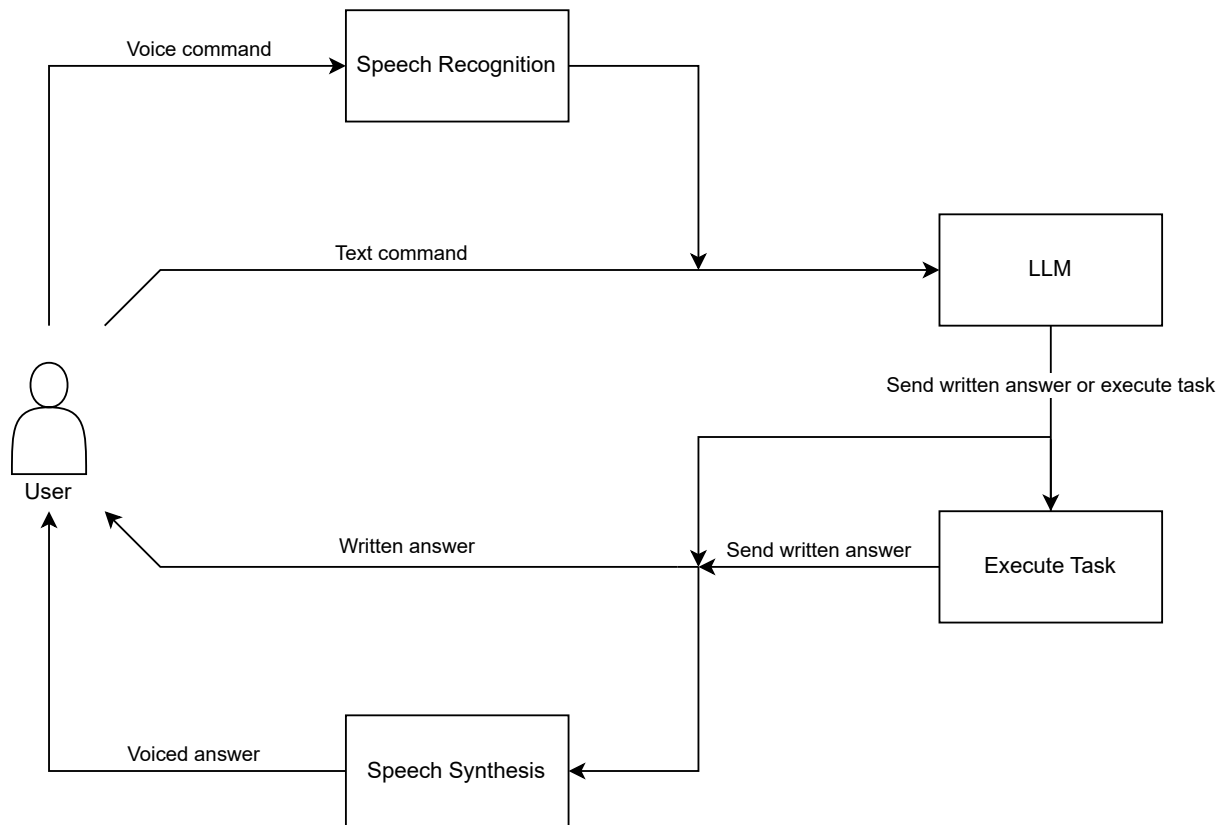 Voice command
Speech Recognition
Text command
LLM
Send written answer or execute task
User
Written answer
Send written answer
Execute Task
Voiced answer
Speech Synthesis